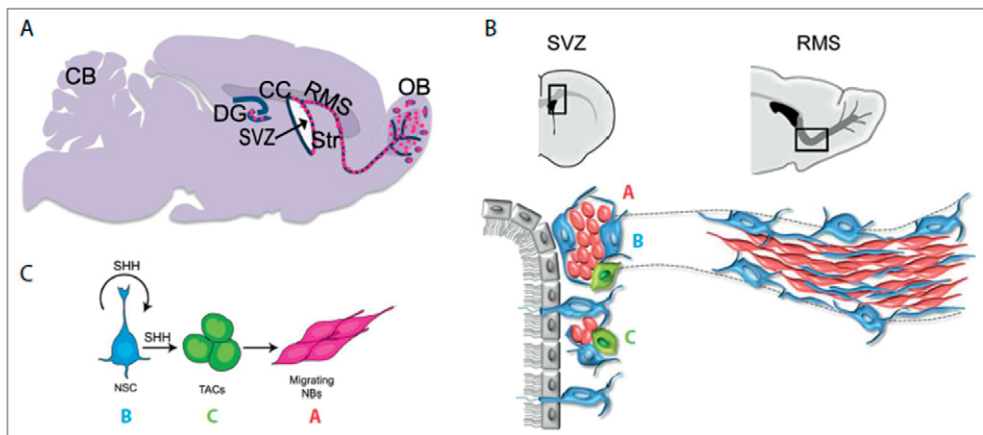 A
CB
CC
RMS
OB
DG
SVZ
Str
B
SVZ
RMS
A
B
C
C
SHH
SHH
NSC
TACs
Migrating
NBs
B
C
A